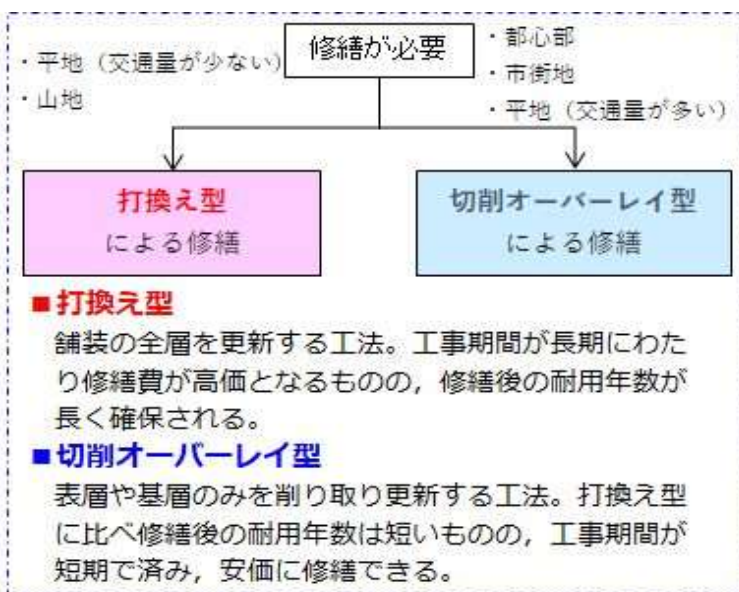 修繕が必要
・平地（交通量が少ない）
・山地
・都心部
・市街地
・平地（交通量が多い）
打換え型
による修繕
切削オーバーレイ型
による修繕
■打換え型
舗装の全層を更新する工法。工事期間が長期にわた
り修繕費が高価となるものの，修繕後の耐用年数が
長く確保される。
■切削オーバーレイ型
表層や基層のみを削り取り更新する工法。打換え型
に比べ修繕後の耐用年数は短いものの，工事期間が
短期で済み，安価に修繕できる。